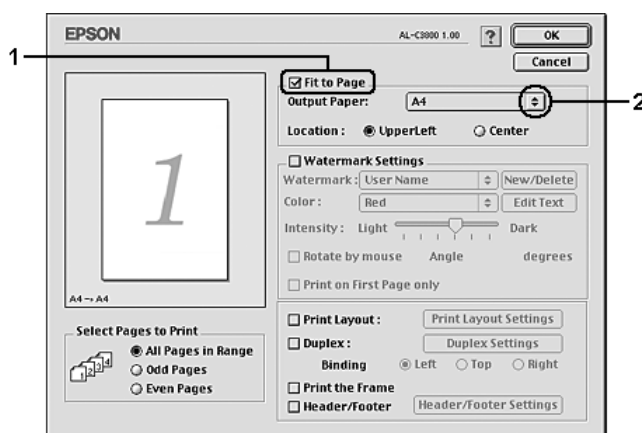 EPSON
AL-C3800 1.00
?
OK
Cancel
1
Fit to Page
2
Output Paper: A4
Location : UpperLeft Center
1
A4→A4
Watermark Settings
Watermark: User Name New/Delete
Color : Red Edit Text
Intensity : Light Dark
Rotate by mouse Angle degrees
Print on First Page only
Select Pages to Print
1 2 3 4
All Pages in Range
Odd Pages
Even Pages
Print Layout : Print Layout Settings
Duplex : Duplex Settings
Binding Left Top Right
Print the Frame
Header/Footer Header/Footer Settings